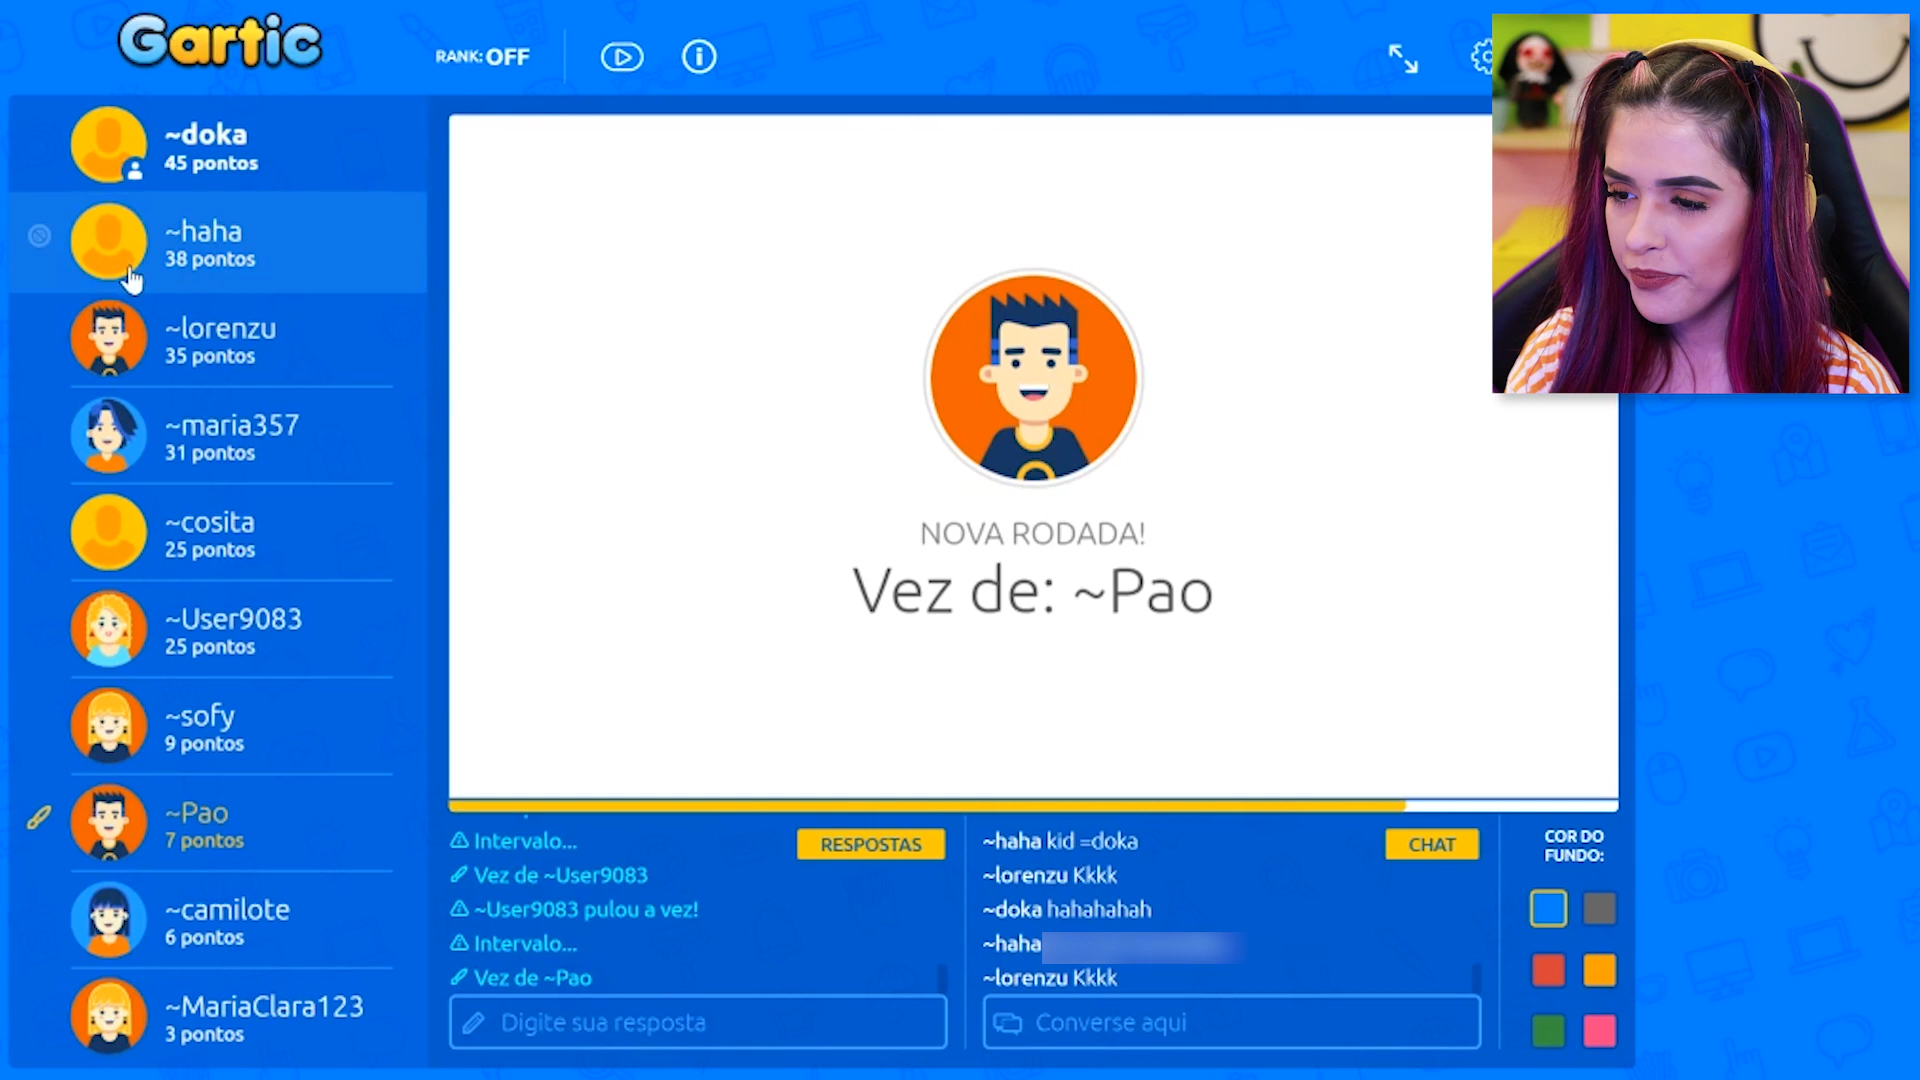 Gartic
RANK: OFF
~doka
45 pontos
~haha
38 pontos
~lorenzu
35 pontos
~maria357
31 pontos
~cosita
25 pontos
~User9083
25 pontos
~sofy
9 pontos
~Pao
7 pontos
~camilote
6 pontos
~MariaClara123
3 pontos
NOVA RODADA!
Vez de: ~Pao
Intervalo...
RESPOSTAS
Vez de ~User9083
~User9083 pulou a vez!
Intervalo...
Vez de ~Pao
Digite sua resposta
~haha kid =doka
CHAT
~lorenzu Kkkk
~doka hahahahah
~haha
~lorenzu Kkkk
Converse aqui
COR DO
FUNDO: